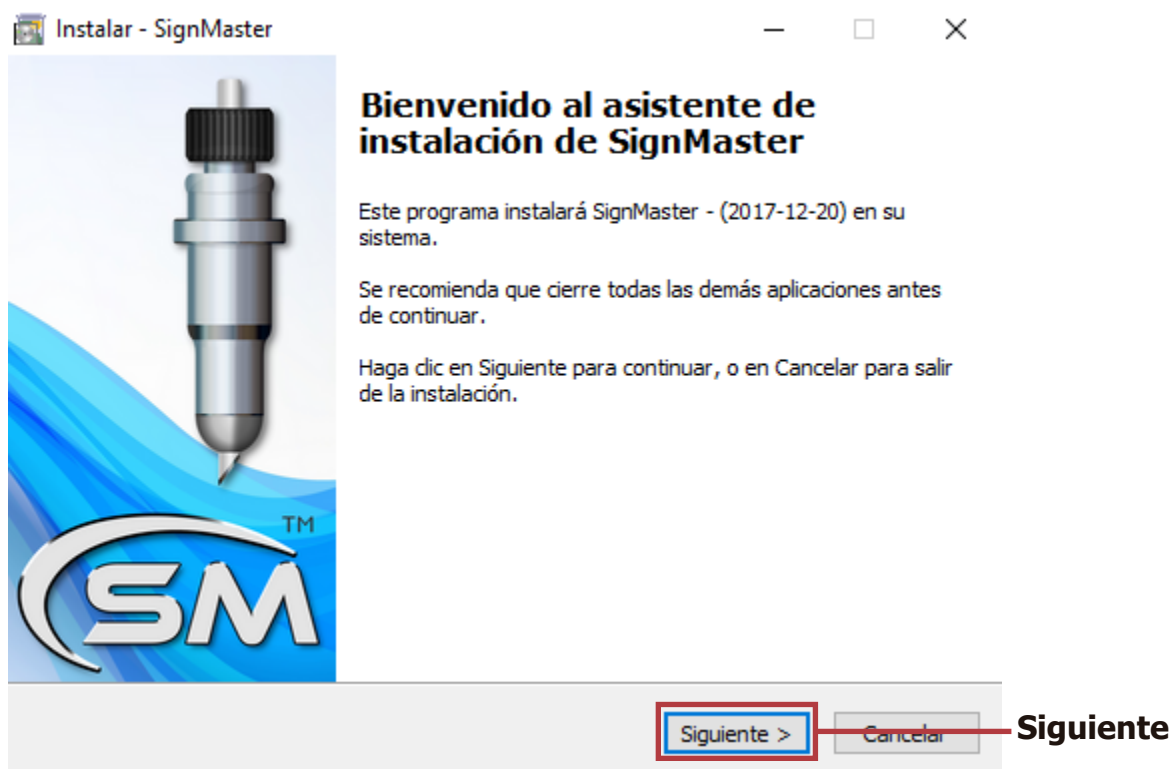 Instalar - SignMaster
Bienvenido al asistente de
instalación de SignMaster
Este programa instalará SignMaster - (2017-12-20) en su
sistema.
Se recomienda que cierre todas las demás aplicaciones antes
de continuar.
Haga clic en Siguiente para continuar, o en Cancelar para salir
de la instalación.
TM
SM
Siguiente >
Cancelar
Siguiente